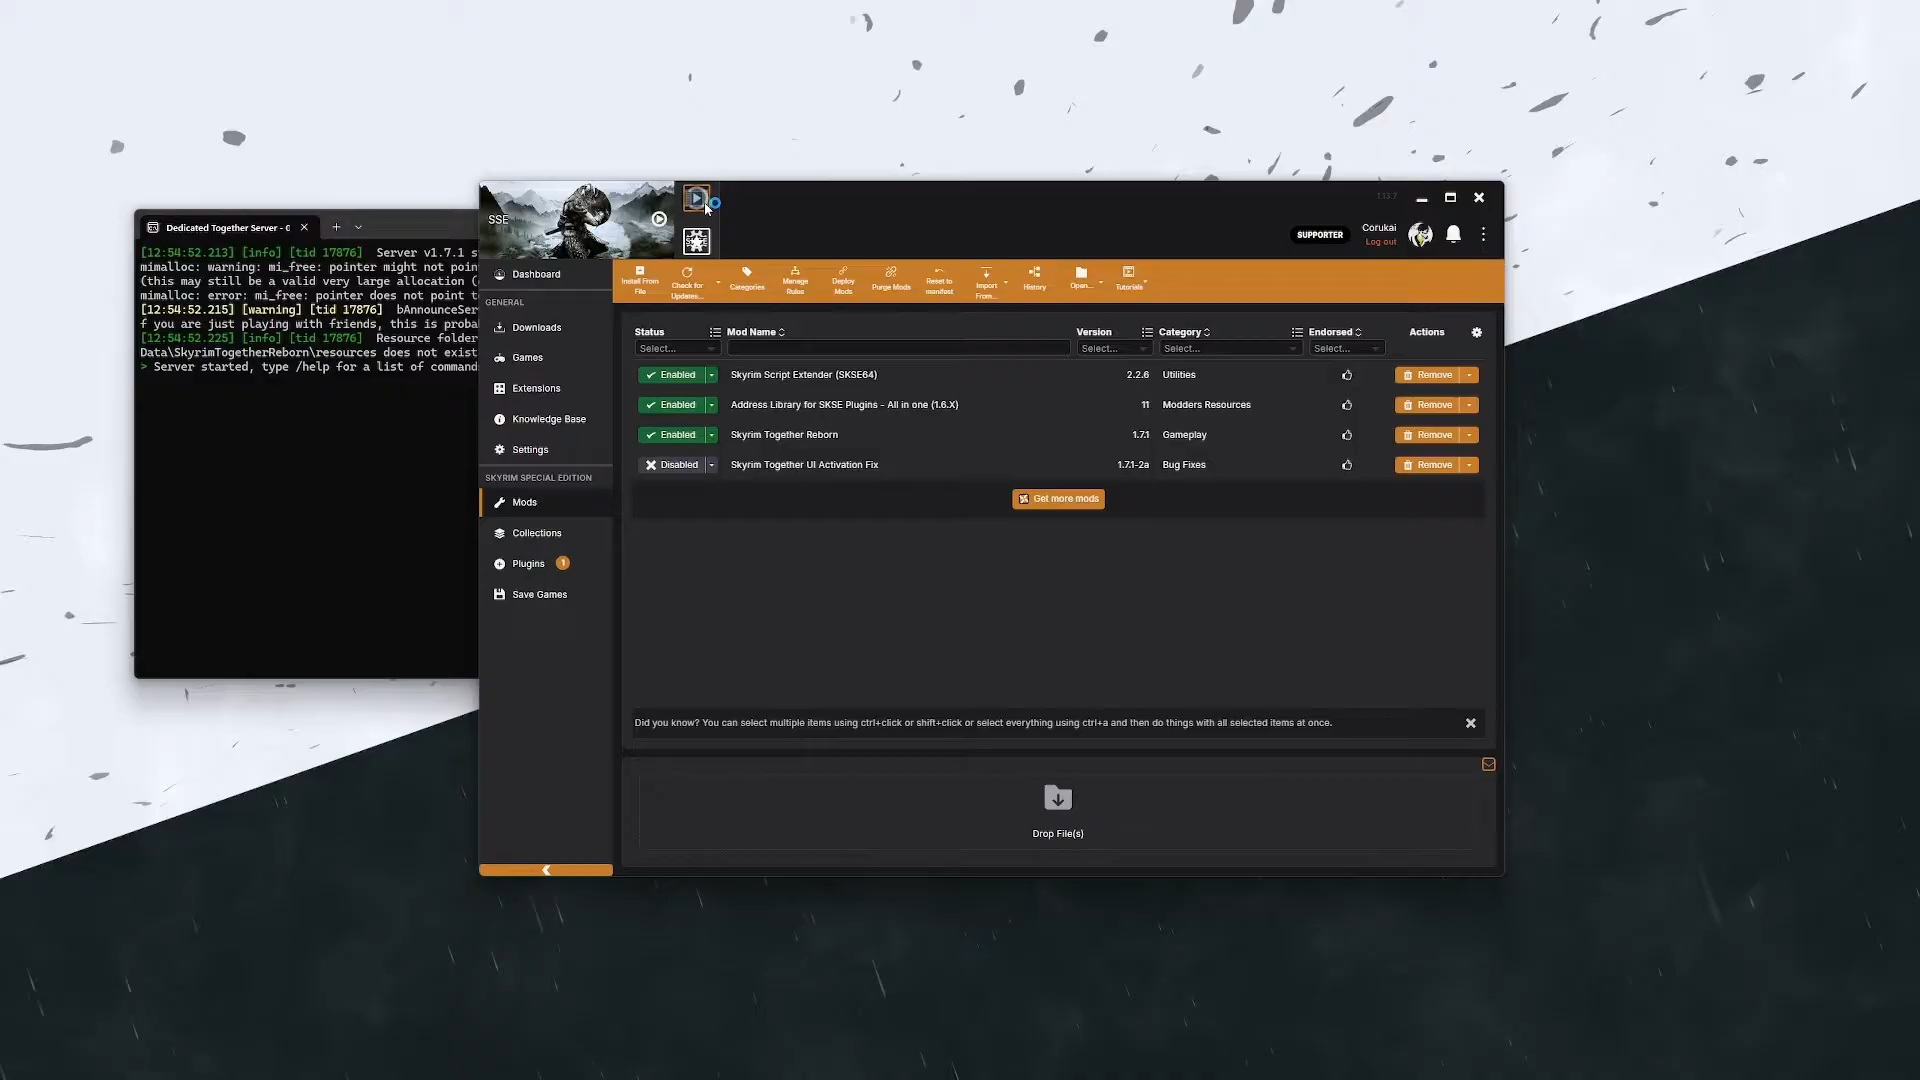 Dedicated Together Server - C
[12:54:52.213] [info] [tid 17876] Server v1.7.1 s
mimalloc: warning: mi_free: pointer might not poin
(this may still be a valid very large allocation (
mimalloc: error: mi_free: pointer does not point t
[12:54:52.215] [warning] [tid 17876] bAnnounceSer
f you are just playing with friends, this is proba
[12:54:52.225] [info] [tid 17876] Resource folder
Data\SkyrimTogetherReborn\resources does not exist
> Server started, type /help for a list of command
SSE
1.13.7
SUPPORTER
Corukai
Log out
Dashboard
GENERAL
Downloads
Games
Extensions
Knowledge Base
Settings
SKYRIM SPECIAL EDITION
Mods
Collections
Plugins 1
Save Games
Install From File
Check for Updates...
Categories
Manage Rules
Deploy Mods
Purge Mods
Reset to manifest
Import From...
History
Open...
Tutorials
Status Mod Name Version Category Endorsed Actions
Select... Select... Select... Select...
Enabled Skyrim Script Extender (SKSE64) 2.2.6 Utilities Remove
Enabled Address Library for SKSE Plugins - All in one (1.6.X) 11 Modders Resources Remove
Enabled Skyrim Together Reborn 1.7.1 Gameplay Remove
Disabled Skyrim Together UI Activation Fix 1.7.1-2a Bug Fixes Remove
Get more mods
Did you know? You can select multiple items using ctrl+click or shift+click or select everything using ctrl+a and then do things with all selected items at once.
Drop File(s)